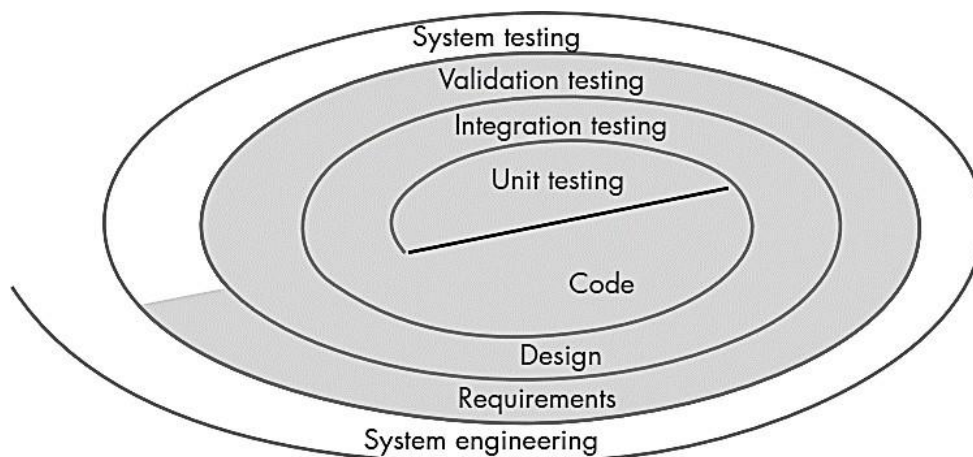 System testing
Validation testing
Integration testing
Unit testing
Code
Design
Requirements
System engineering